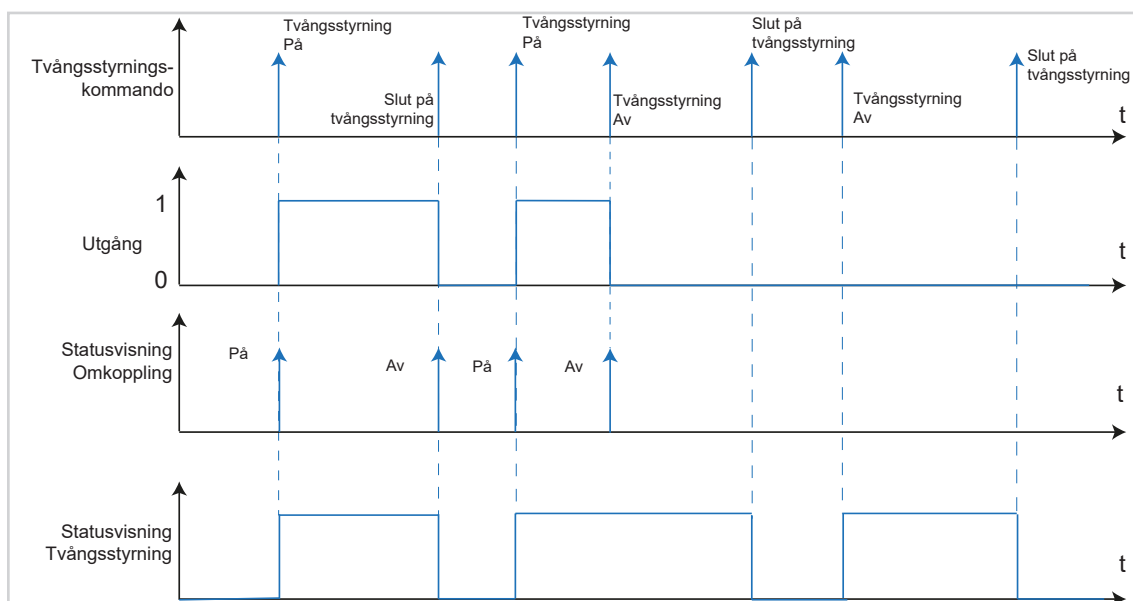 Tvångsstyrning
På
Tvångsstyrning
På
Slut på
tvångsstyrning
Slut på
tvångsstyrning
Tvångsstyrnings-
kommando
Slut på
tvångsstyrning
Tvångsstyrning
Av
Tvångsstyrning
Av
t
1
Utgång
0
t
Statusvisning
Omkoppling
På
Av
På
Av
t
Statusvisning
Tvångsstyrning
t